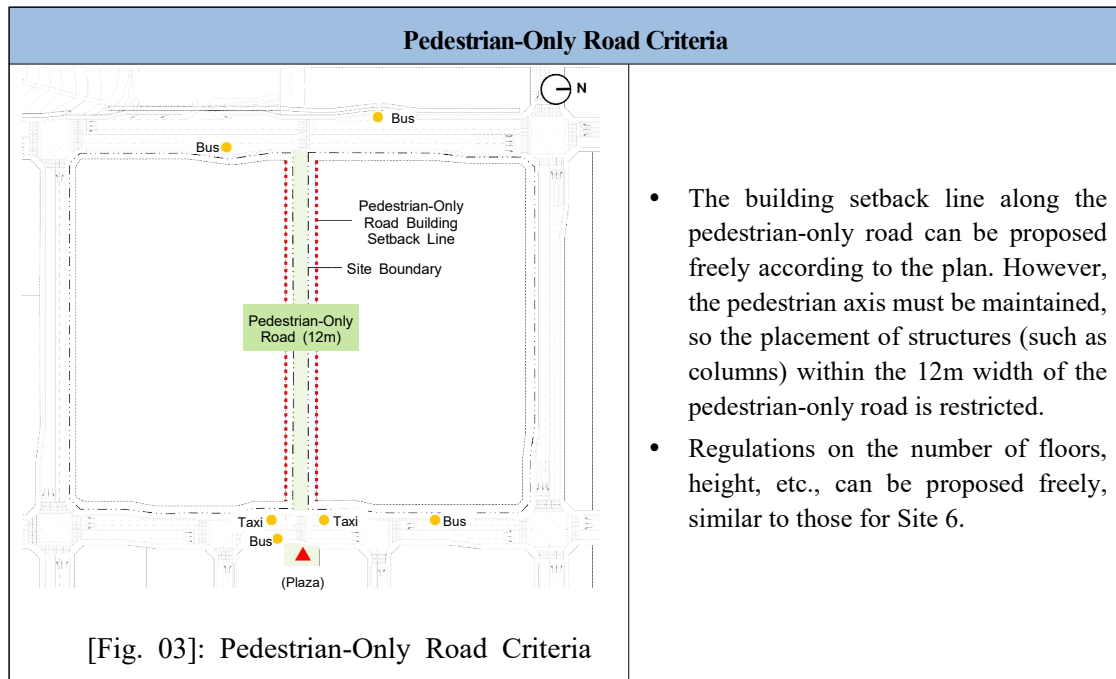 Pedestrian-Only Road Criteria
N
Bus
Bus
Pedestrian-Only
Road Building
Setback Line
Site Boundary
Pedestrian-Only
Road (12m)
Taxi
Taxi
Bus
Bus
(Plaza)
[Fig. 03]: Pedestrian-Only Road Criteria
• The building setback line along the
pedestrian-only road can be proposed
freely according to the plan. However,
the pedestrian axis must be maintained,
so the placement of structures (such as
columns) within the 12m width of the
pedestrian-only road is restricted.
• Regulations on the number of floors,
height, etc., can be proposed freely,
similar to those for Site 6.